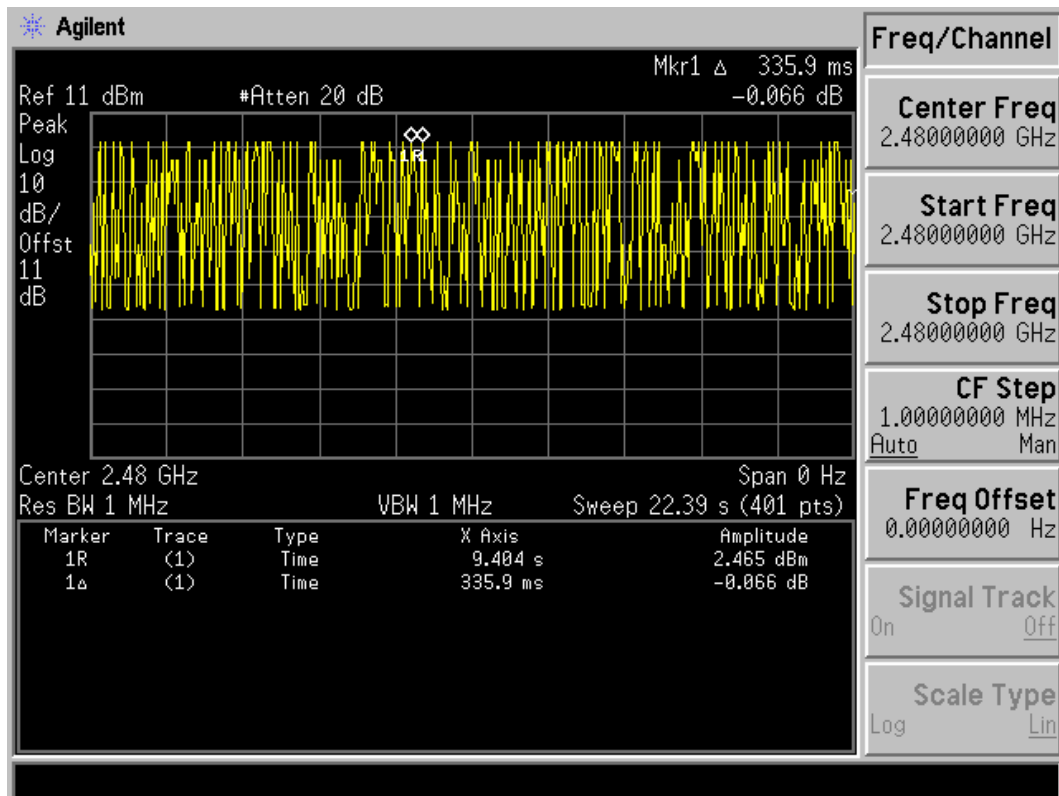 Agilent
Freq/Channel
Mkr1 Δ 335.9 ms
Ref 11 dBm #Atten 20 dB -0.066 dB
Peak
Log
10
dB/
Offst
11
dB
1R
Center 2.48 GHz Span 0 Hz
Res BW 1 MHz VBW 1 MHz Sweep 22.39 s (401 pts)
Marker Trace Type X Axis Amplitude
1R (1) Time 9.404 s 2.465 dBm
1Δ (1) Time 335.9 ms -0.066 dB
Center Freq
2.48000000 GHz
Start Freq
2.48000000 GHz
Stop Freq
2.48000000 GHz
CF Step
1.00000000 MHz
Auto Man
Freq Offset
0.00000000 Hz
Signal Track
On Off
Scale Type
Log Lin